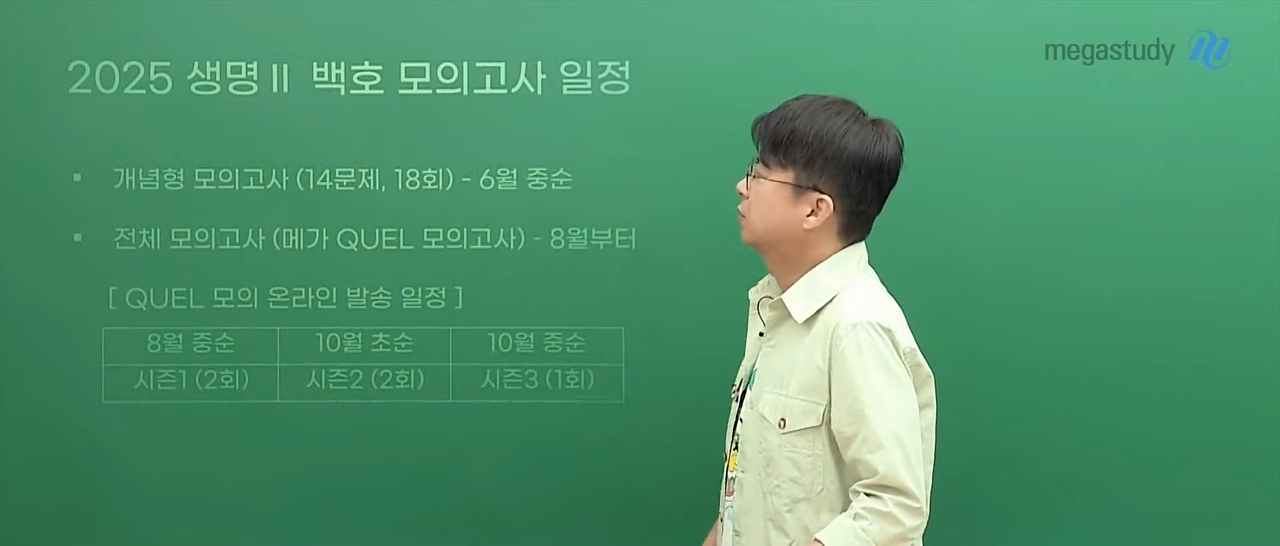 megastudy
2025 생명Ⅱ 백호 모의고사 일정
▪ 개념형 모의고사 (14문제, 18회) - 6월 중순
▪ 전체 모의고사 (메가 QUEL 모의고사) - 8월부터
[ QUEL 모의 온라인 발송 일정 ]
8월 중순 10월 초순 10월 중순
시즌1 (2회) 시즌2 (2회) 시즌3 (1회)